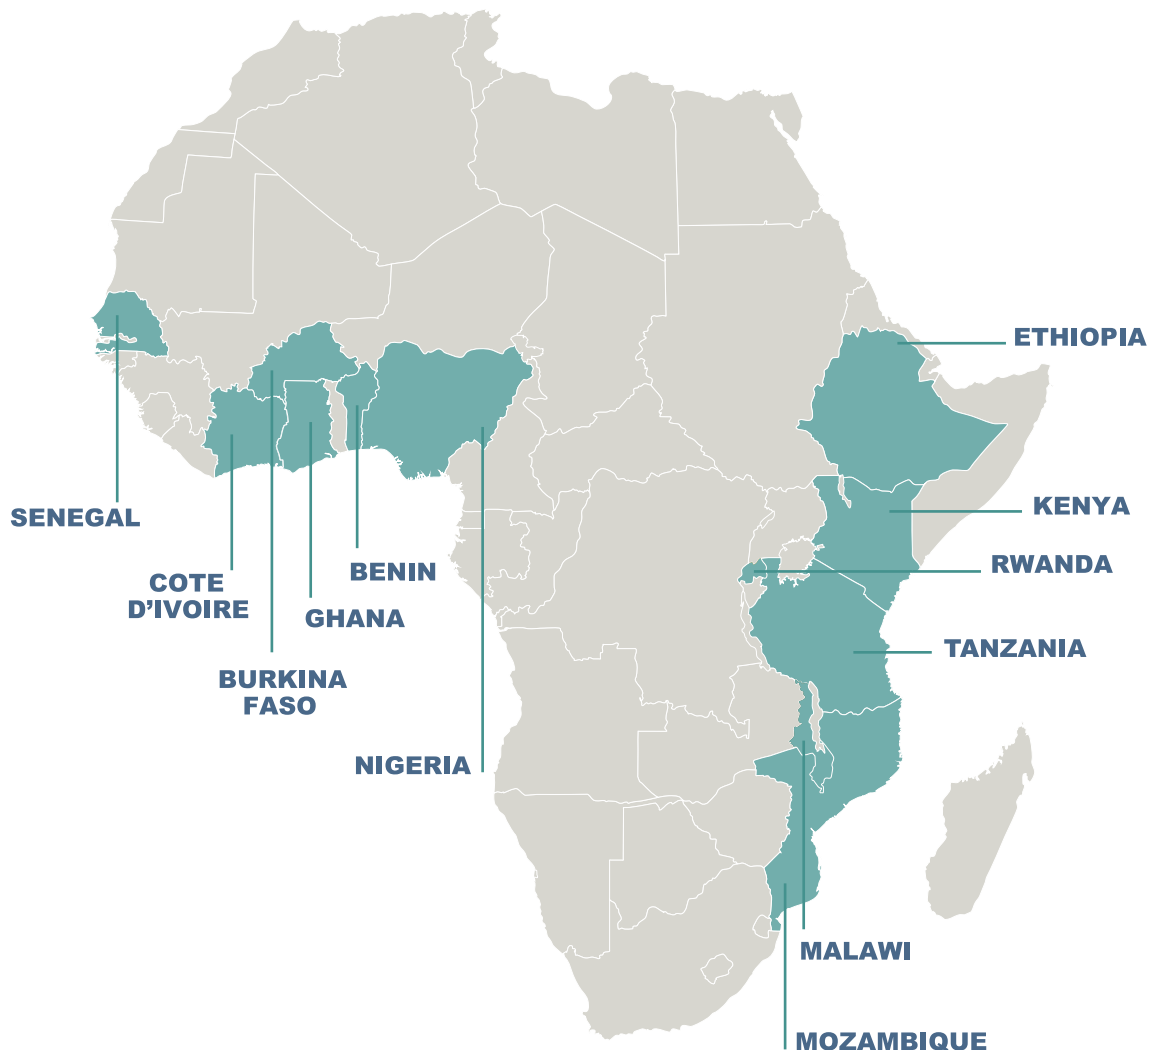 ETHIOPIA
KENYA
SENEGAL
RWANDA
BENIN
COTE
D’IVOIRE
GHANA
TANZANIA
BURKINA
FASO
NIGERIA
MALAWI
MOZAMBIQUE